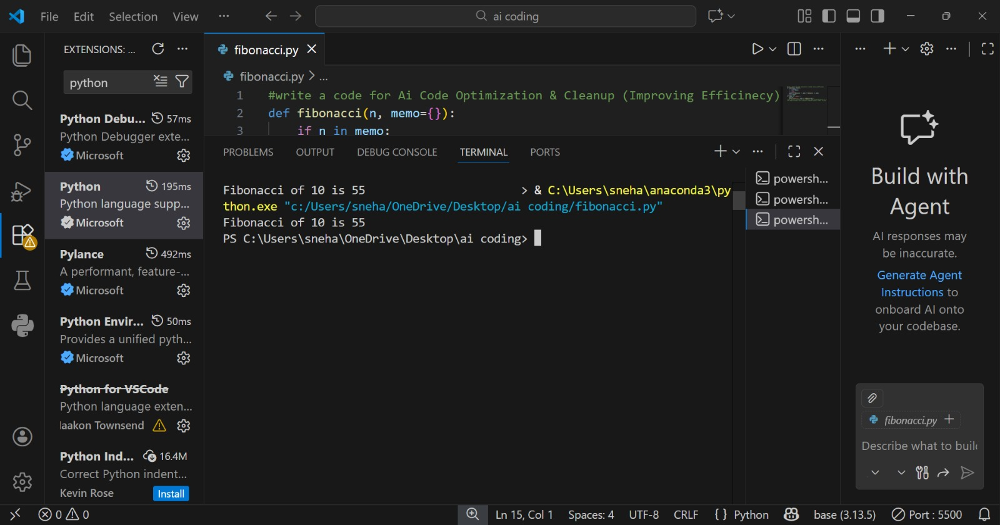 File Edit Selection View ··· ai coding
EXTENSIONS: ... ···
python
Python Debu... 57ms
Python Debugger exte...
Microsoft
Python 195ms
Python language supp...
Microsoft
Pylance 492ms
A performant, feature-...
Microsoft
Python Envir... 50ms
Provides a unified pyth...
Microsoft
Python for VSCode
Python language exten...
laakon Townsend
Python Ind... 16.4M
Correct Python indent...
Kevin Rose Install
fibonacci.py
fibonacci.py > ...
1 #write a code for Ai Code Optimization & Cleanup (Improving Efficinecy)
2 def fibonacci(n, memo={}):
3 if n in memo:
PROBLEMS OUTPUT DEBUG CONSOLE TERMINAL PORTS
Fibonacci of 10 is 55 > & C:\Users\sneha\anaconda3\py
thon.exe "c:/Users/sneha/OneDrive/Desktop/ai coding/fibonacci.py"
Fibonacci of 10 is 55
PS C:\Users\sneha\OneDrive\Desktop\ai coding>
powersh...
powersh...
powersh...
Build with
Agent
AI responses may
be inaccurate.
Generate Agent
Instructions to
onboard AI onto
your codebase.
fibonacci.py
Describe what to buil
0 0 Ln 15, Col 1 Spaces: 4 UTF-8 CRLF { } Python base (3.13.5) Port : 5500